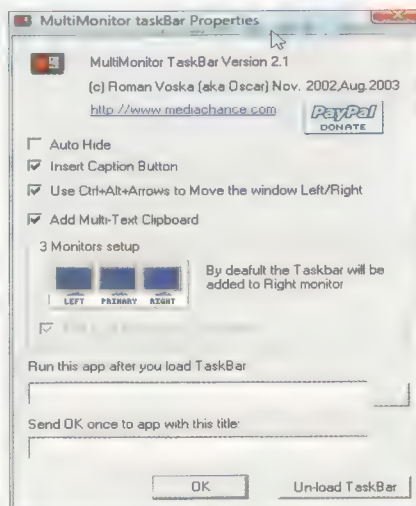 MultiMonitor taskBar Properties
MultiMonitor TaskBar Version 2.1
(c) Roman Voska (aka Oscar) Nov. 2002,Aug.2003
http://www.mediachance.com
PayPal
DONATE
Auto Hide
Insert Caption Button
Use Ctrl+Alt+Arrows to Move the window Left/Right
Add Multi-Text Clipboard
3 Monitors setup
LEFT PRIMARY RIGHT
By deafult the Taskbar will be
added to Right monitor
Run this app after you load TaskBar
Send OK once to app with this title:
OK
Un-load TaskBar